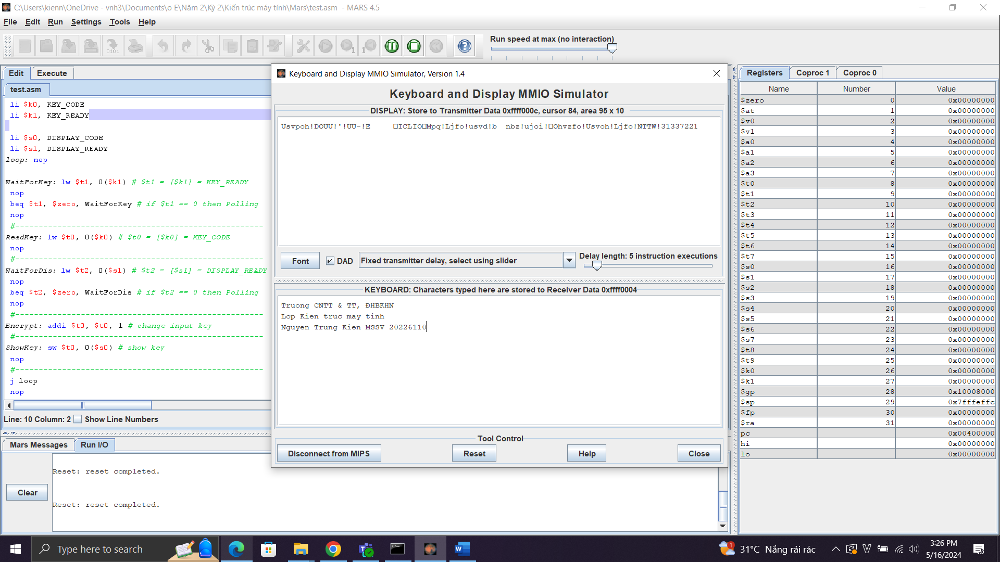 C:\Users\kienn\OneDrive - vnh3\Documents\o E\Năm 2\Kỳ 2\Kiến trúc máy tính\Mars\test.asm - MARS 4.5
File Edit Run Settings Tools Help
Run speed at max (no interaction)
Edit Execute
test.asm
li $k0, KEY_CODE
li $k1, KEY_READY
li $s0, DISPLAY_CODE
li $s1, DISPLAY_READY
loop: nop
WaitForKey: lw $t1, 0($k1) # $t1 = [$k1] = KEY_READY
nop
beq $t1, $zero, WaitForKey # if $t1 == 0 then Polling
nop
#-----------------------------------------------------
ReadKey: lw $t0, 0($k0) # $t0 = [$k0] = KEY_CODE
nop
#-----------------------------------------------------
WaitForDis: lw $t2, 0($s1) # $t2 = [$s1] = DISPLAY_READY
nop
beq $t2, $zero, WaitForDis # if $t2 == 0 then Polling
nop
#-----------------------------------------------------
Encrypt: addi $t0, $t0, 1 # change input key
#-----------------------------------------------------
ShowKey: sw $t0, 0($s0) # show key
nop
#-----------------------------------------------------
j loop
nop
Line: 10 Column: 2 Show Line Numbers
Mars Messages Run I/O
Clear
Reset: reset completed.
Reset: reset completed.
Keyboard and Display MMIO Simulator, Version 1.4
Keyboard and Display MMIO Simulator
DISPLAY: Store to Transmitter Data 0xffff000c, cursor 84, area 95 x 10
Usvpoh!DOUU!'!UU-!E □ICLIO□Mpq!Ljfo!usvd!b nbz!ujoi!□Ohvzfo!Usvoh!Ljfo!NTTW!31337221
Font DAD Fixed transmitter delay, select using slider Delay length: 5 instruction executions
KEYBOARD: Characters typed here are stored to Receiver Data 0xffff0004
Truong CNTT & TT, ĐHBKHN
Lop Kien truc may tinh
Nguyen Trung Kien MSSV 20226110
Tool Control
Disconnect from MIPS Reset Help Close
Registers Coproc 1 Coproc 0
Name Number Value
$zero 0 0x00000000
$at 1 0x00000000
$v0 2 0x00000000
$v1 3 0x00000000
$a0 4 0x00000000
$a1 5 0x00000000
$a2 6 0x00000000
$a3 7 0x00000000
$t0 8 0x00000000
$t1 9 0x00000000
$t2 10 0x00000000
$t3 11 0x00000000
$t4 12 0x00000000
$t5 13 0x00000000
$t6 14 0x00000000
$t7 15 0x00000000
$s0 16 0x00000000
$s1 17 0x00000000
$s2 18 0x00000000
$s3 19 0x00000000
$s4 20 0x00000000
$s5 21 0x00000000
$s6 22 0x00000000
$s7 23 0x00000000
$t8 24 0x00000000
$t9 25 0x00000000
$k0 26 0x00000000
$k1 27 0x00000000
$gp 28 0x10008000
$sp 29 0x7fffeffc
$fp 30 0x00000000
$ra 31 0x00000000
pc 0x00400000
hi 0x00000000
lo 0x00000000
Type here to search
31°C Nắng rải rác
3:26 PM
5/16/2024